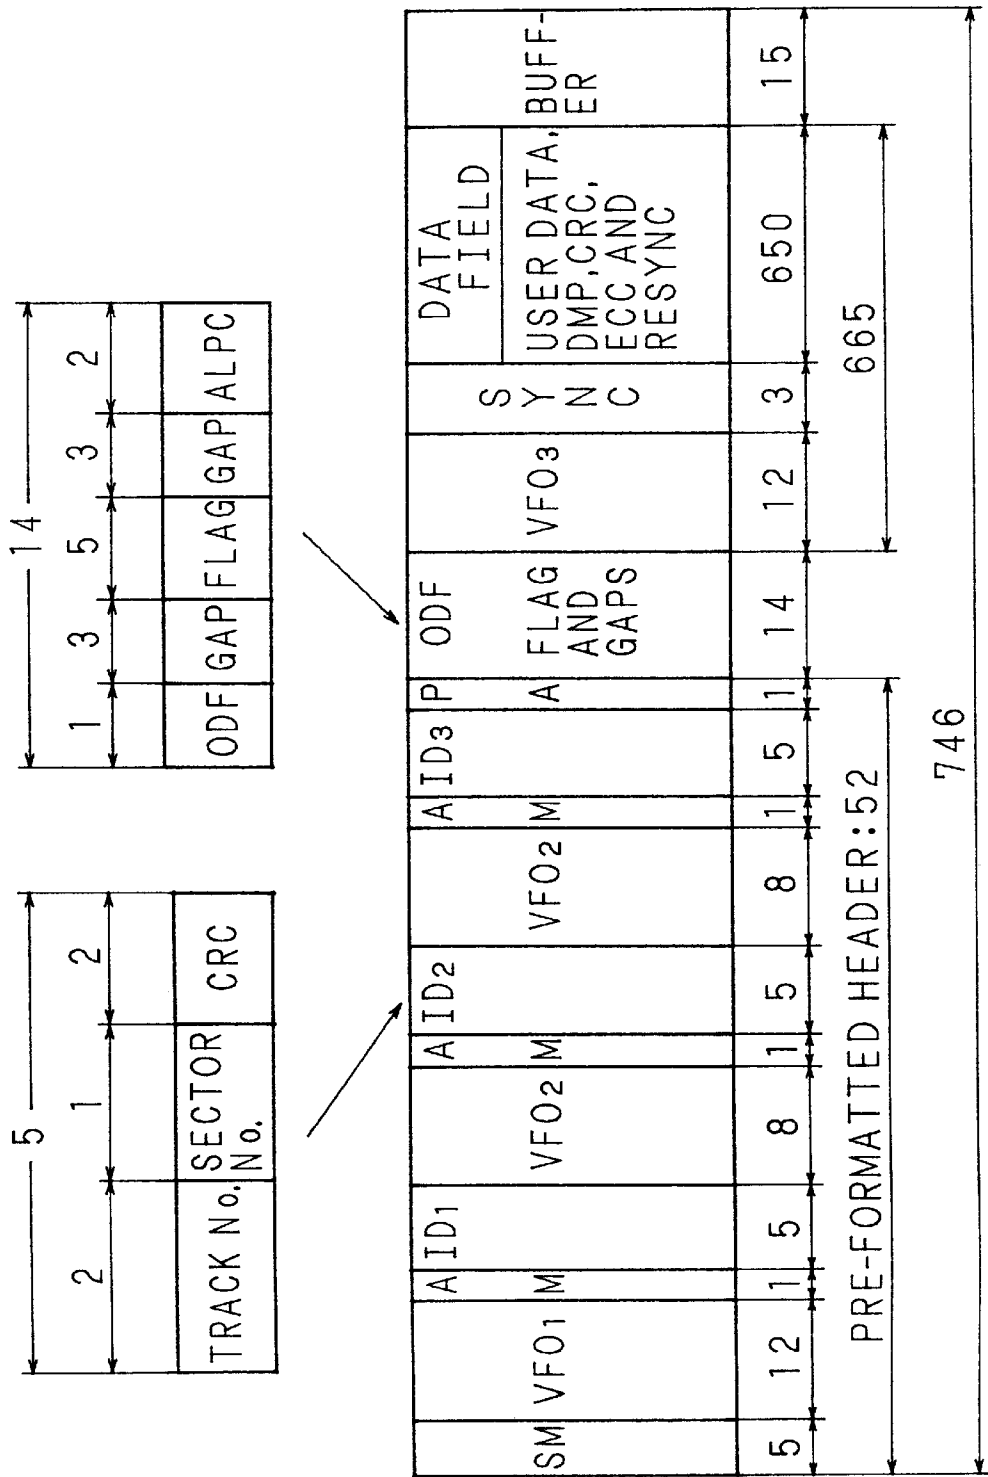 5
2 1 2
TRACK No. SECTOR No. CRC
14
1 3 5 3 2
ODF GAP FLAG GAP ALPC
SM VFO1 AM ID1 VFO2 AM ID2 VFO2 AM ID3 PA ODF FLAG AND GAPS VFO3 SYNC DATA FIELD USER DATA, DMP,CRC, ECC AND RESYNC BUFF-ER
5 12 1 5 8 1 5 8 1 5 1 14 12 3 650 15
PRE-FORMATTED HEADER:52
665
746